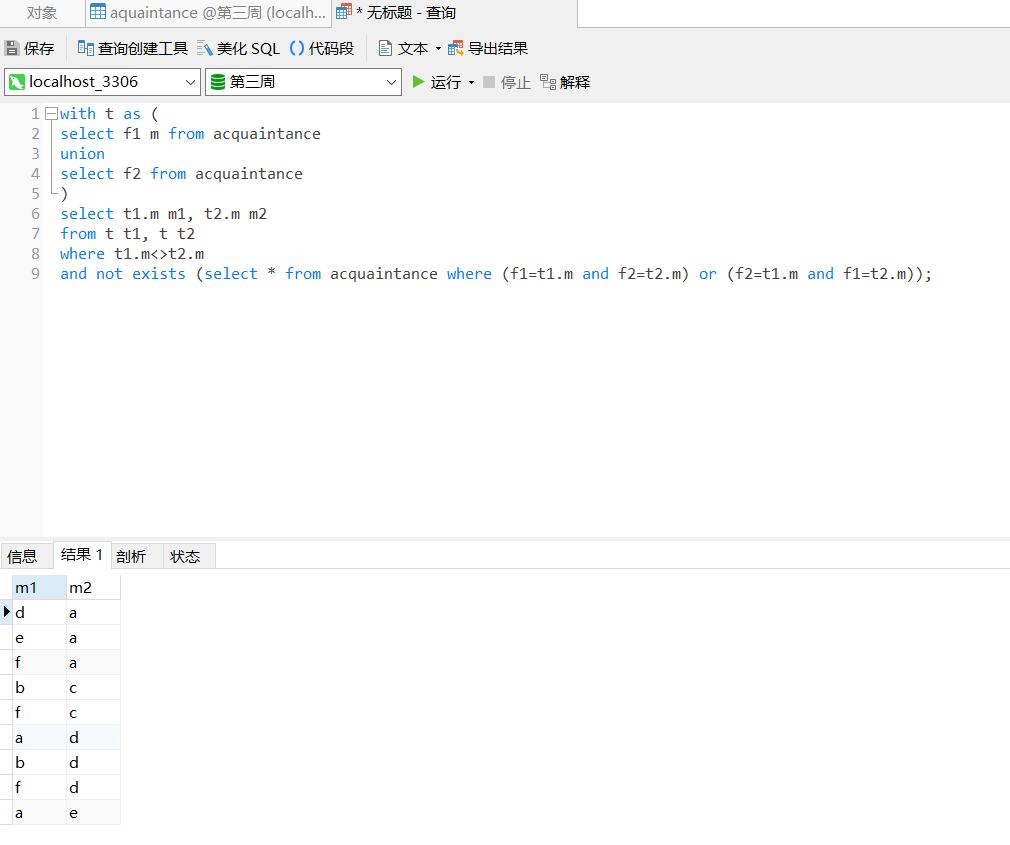 对象 aquaintance @第三周 (localh... * 无标题 - 查询
保存 查询创建工具 美化 SQL () 代码段 文本 导出结果
localhost_3306 第三周 运行 停止 解释
1 with t as (
2 select f1 m from acquaintance
3 union
4 select f2 from acquaintance
5 )
6 select t1.m m1, t2.m m2
7 from t t1, t t2
8 where t1.m<>t2.m
9 and not exists (select * from acquaintance where (f1=t1.m and f2=t2.m) or (f2=t1.m and f1=t2.m));
信息 结果 1 剖析 状态
m1 m2
d a
e a
f a
b c
f c
a d
b d
f d
a e